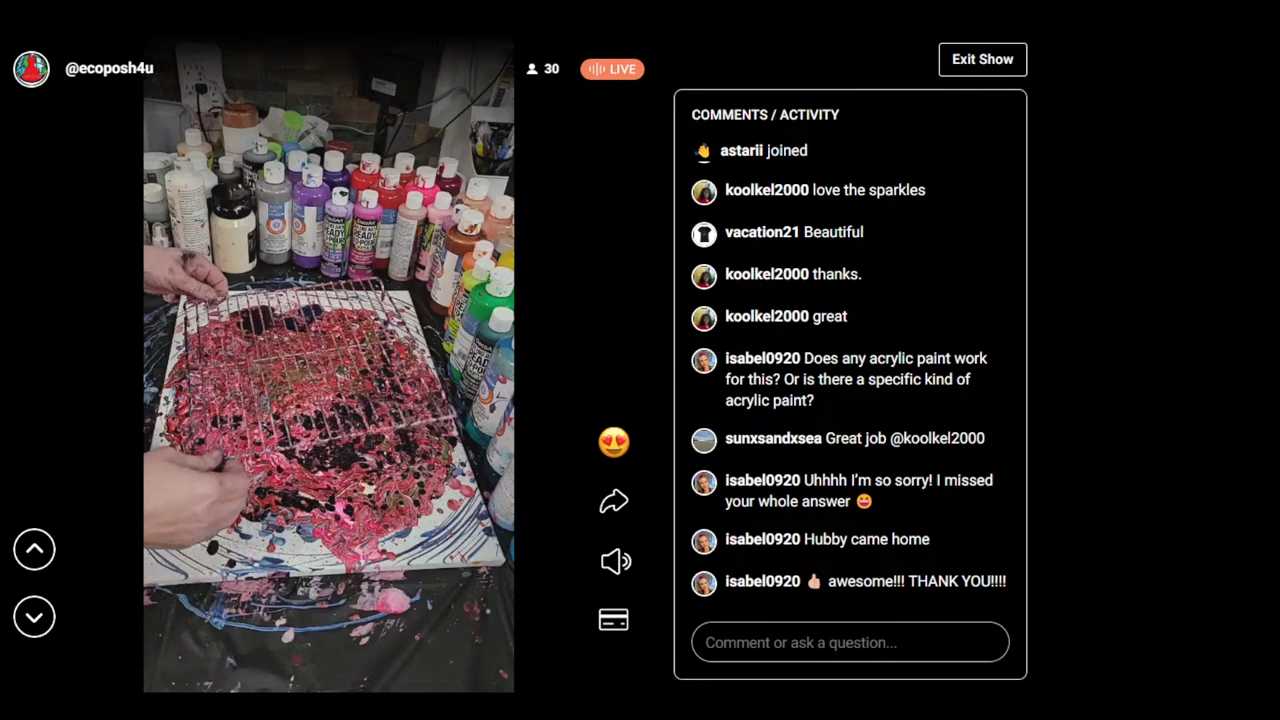 @ecoposh4u
30
LIVE
Exit Show
COMMENTS / ACTIVITY
astarii joined
koolkel2000 love the sparkles
vacation21 Beautiful
koolkel2000 thanks.
koolkel2000 great
isabel0920 Does any acrylic paint work
for this? Or is there a specific kind of
acrylic paint?
sunxsandxsea Great job @koolkel2000
isabel0920 Uhhhh I'm so sorry! I missed
your whole answer 😆
isabel0920 Hubby came home
isabel0920 👍🏻 awesome!!! THANK YOU!!!!
Comment or ask a question...
READY
READY
READY